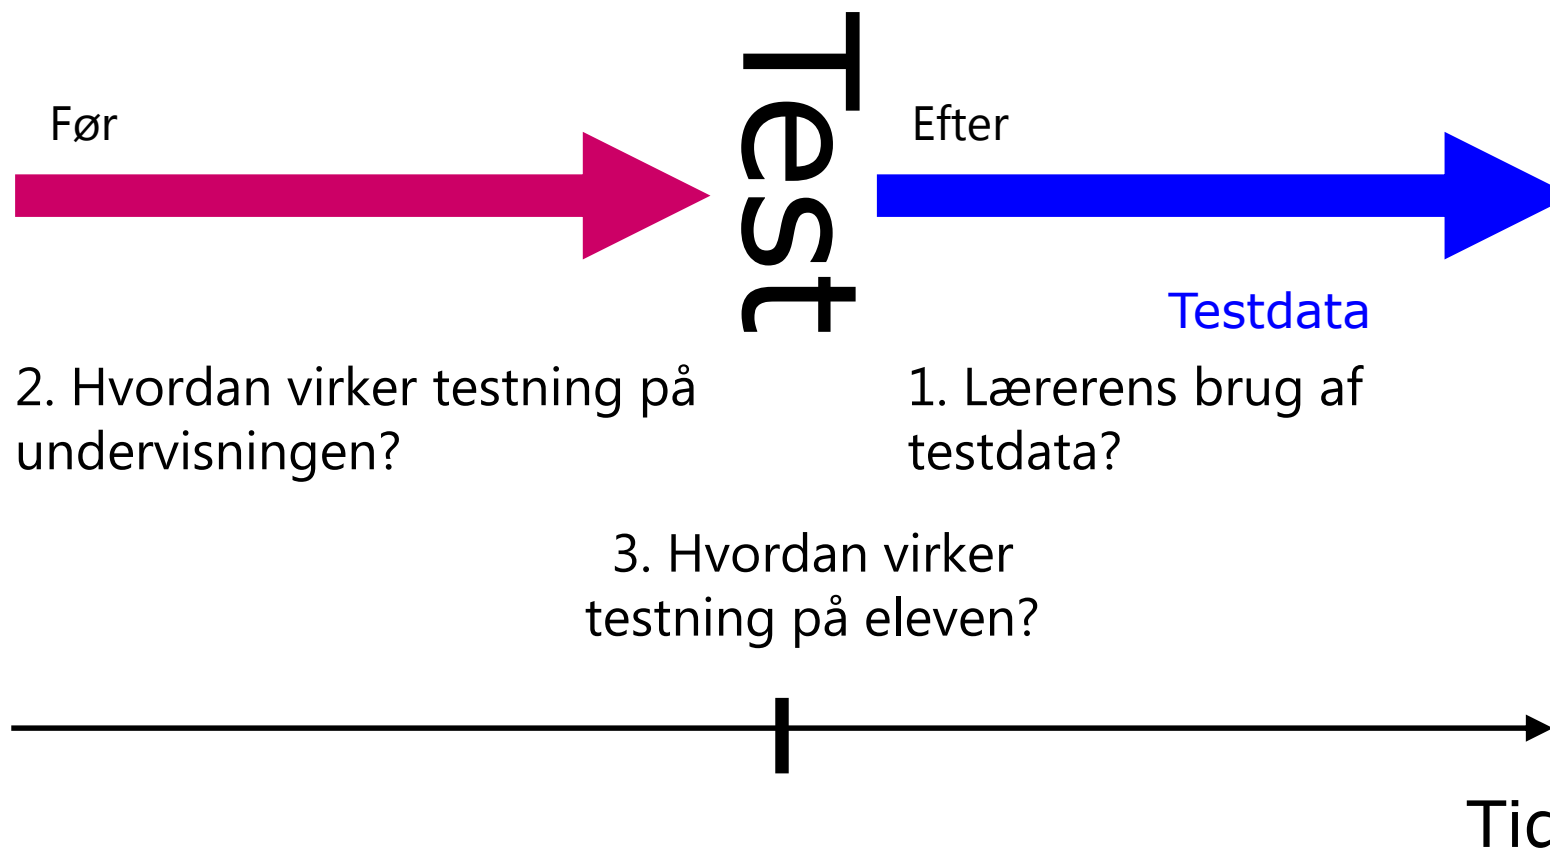 Før
Test
Efter
Testdata
2. Hvordan virker testning på
undervisningen?
1. Lærerens brug af
testdata?
3. Hvordan virker
testning på eleven?